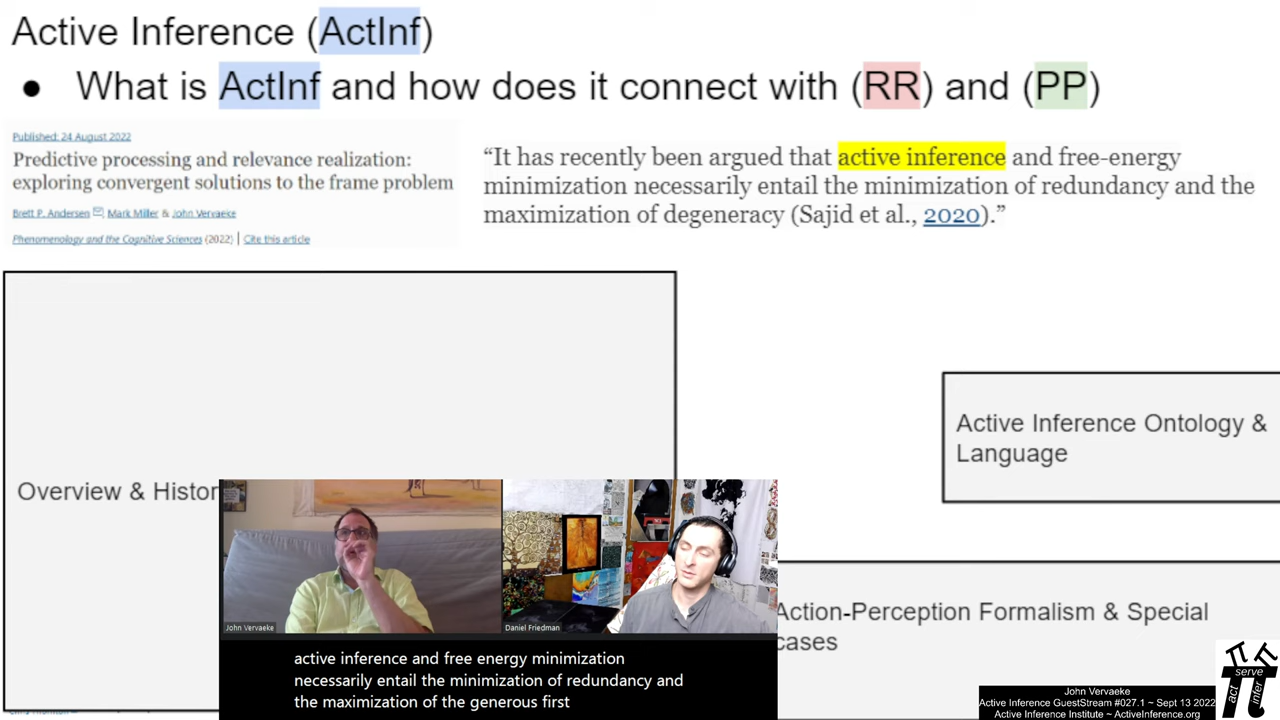 Active Inference (ActInf)
● What is ActInf and how does it connect with (RR) and (PP)
Published: 24 August 2022
Predictive processing and relevance realization:
exploring convergent solutions to the frame problem
Brett P. Andersen, Mark Miller & John Vervaeke
Phenomenology and the Cognitive Sciences (2022) | Cite this article
“It has recently been argued that active inference and free-energy
minimization necessarily entail the minimization of redundancy and the
maximization of degeneracy (Sajid et al., 2020).”
Active Inference Ontology &
Language
Overview & Histor
Action-Perception Formalism & Special
cases
John Vervaeke
Daniel Friedman
active inference and free energy minimization
necessarily entail the minimization of redundancy and
the maximization of the generous first
act
serve
infer
John Vervaeke
Active Inference GuestStream #027.1 ~ Sept 13 2022
Active Inference Institute ~ ActiveInference.org